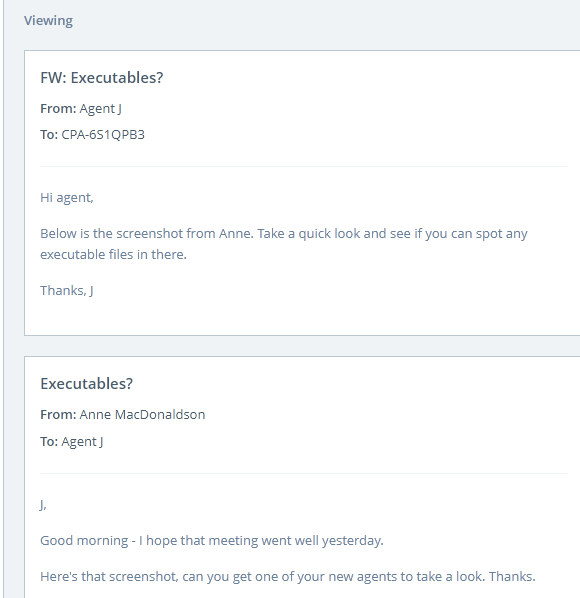 Viewing
FW: Executables?
From: Agent J
To: CPA-6S1QPB3
Hi agent,
Below is the screenshot from Anne. Take a quick look and see if you can spot any
executable files in there.
Thanks, J
Executables?
From: Anne MacDonaldson
To: Agent J
J,
Good morning - I hope that meeting went well yesterday.
Here's that screenshot, can you get one of your new agents to take a look. Thanks.